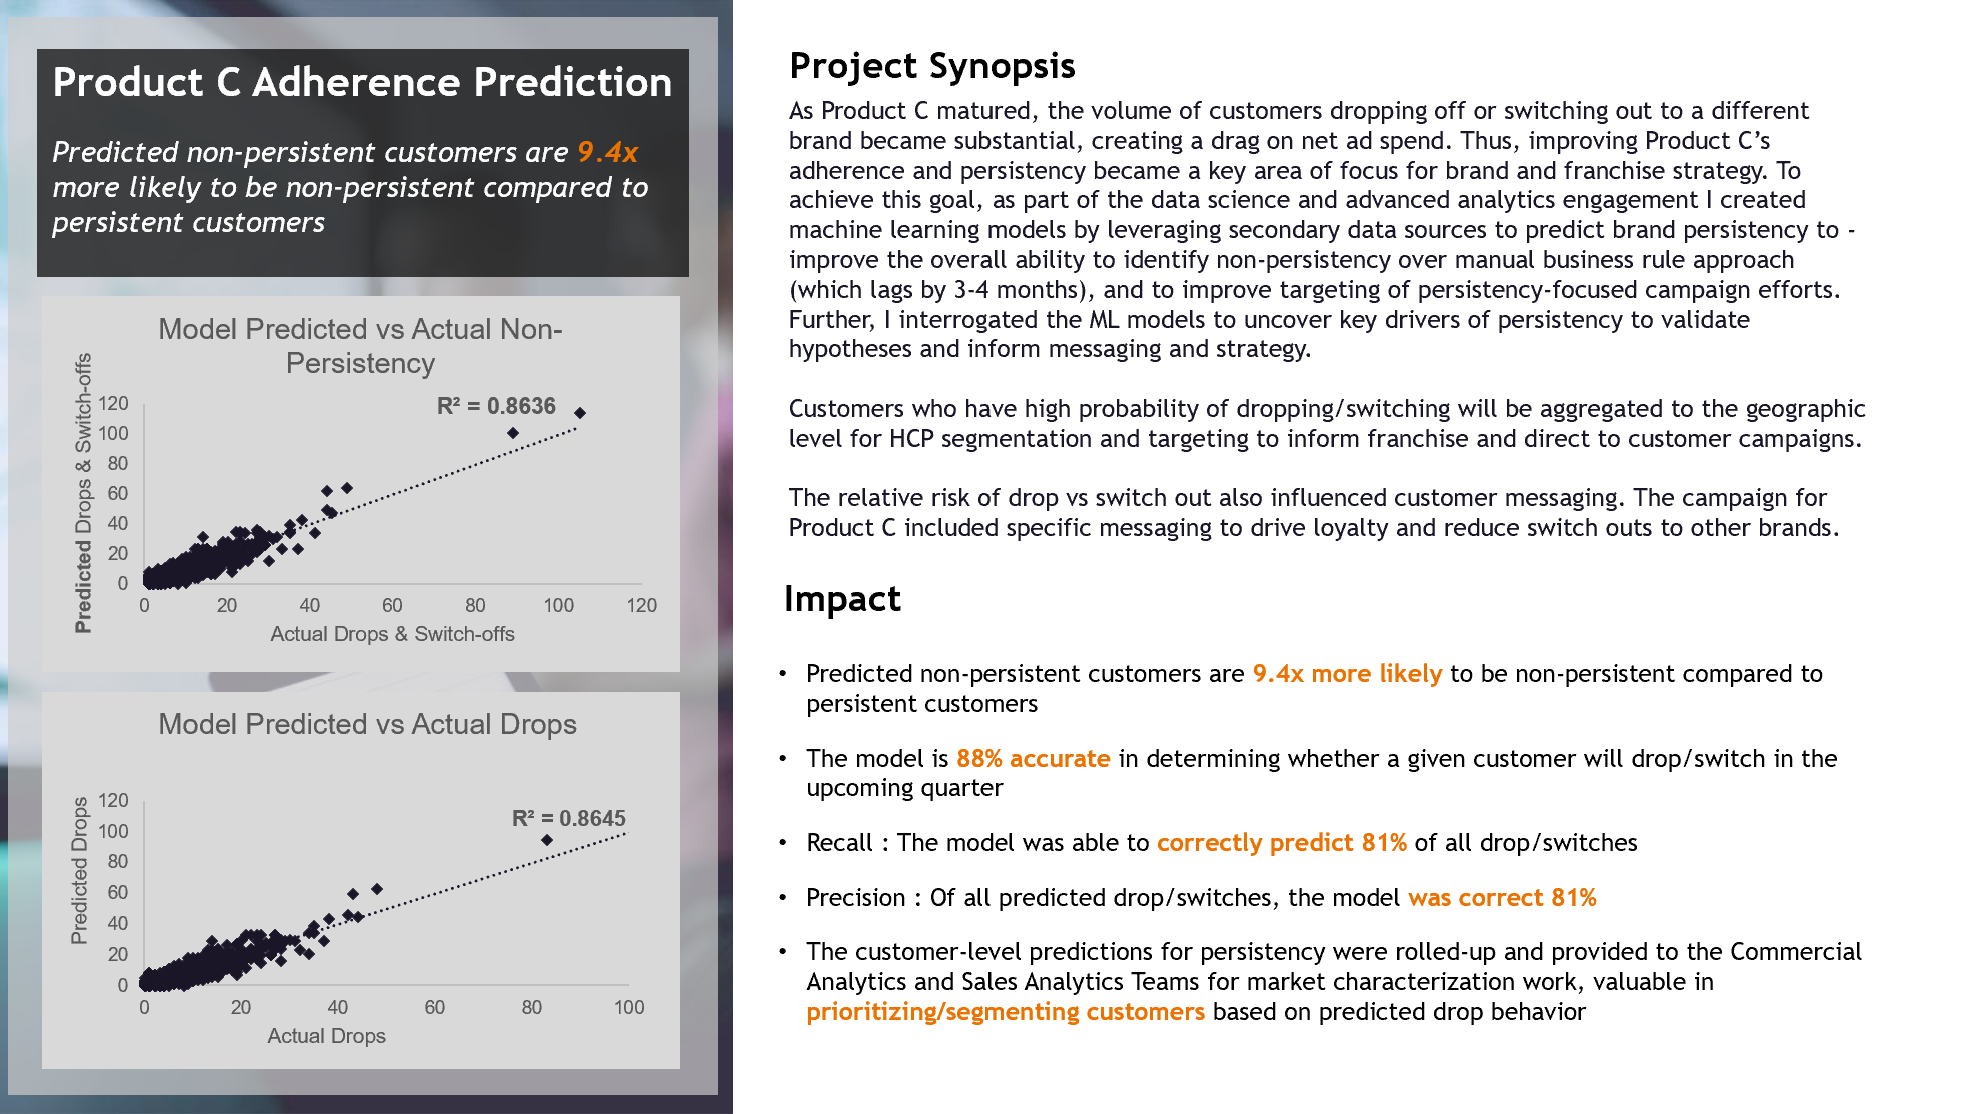 Product C Adherence Prediction
Predicted non-persistent customers are 9.4x
more likely to be non-persistent compared to
persistent customers
Model Predicted vs Actual Non-
Persistency
Predicted Drops & Switch-offs
120
100
80
60
40
20
0
R² = 0.8636
0 20 40 60 80 100 120
Actual Drops & Switch-offs
Model Predicted vs Actual Drops
Predicted Drops
120
100
80
60
40
20
0
R² = 0.8645
0 20 40 60 80 100
Actual Drops
Project Synopsis
As Product C matured, the volume of customers dropping off or switching out to a different
brand became substantial, creating a drag on net ad spend. Thus, improving Product C’s
adherence and persistency became a key area of focus for brand and franchise strategy. To
achieve this goal, as part of the data science and advanced analytics engagement I created
machine learning models by leveraging secondary data sources to predict brand persistency to -
improve the overall ability to identify non-persistency over manual business rule approach
(which lags by 3-4 months), and to improve targeting of persistency-focused campaign efforts.
Further, I interrogated the ML models to uncover key drivers of persistency to validate
hypotheses and inform messaging and strategy.
Customers who have high probability of dropping/switching will be aggregated to the geographic
level for HCP segmentation and targeting to inform franchise and direct to customer campaigns.
The relative risk of drop vs switch out also influenced customer messaging. The campaign for
Product C included specific messaging to drive loyalty and reduce switch outs to other brands.
Impact
• Predicted non-persistent customers are 9.4x more likely to be non-persistent compared to
persistent customers
• The model is 88% accurate in determining whether a given customer will drop/switch in the
upcoming quarter
• Recall : The model was able to correctly predict 81% of all drop/switches
• Precision : Of all predicted drop/switches, the model was correct 81%
• The customer-level predictions for persistency were rolled-up and provided to the Commercial
Analytics and Sales Analytics Teams for market characterization work, valuable in
prioritizing/segmenting customers based on predicted drop behavior